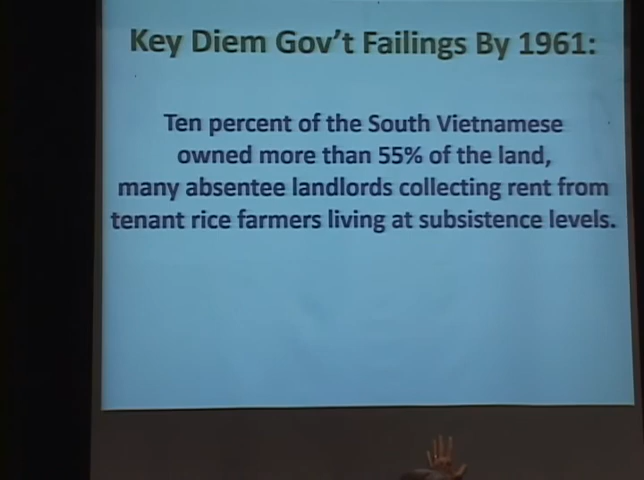 Key Diem Gov't Failings By 1961:
Ten percent of the South Vietnamese
owned more than 55% of the land,
many absentee landlords collecting rent from
tenant rice farmers living at subsistence levels.